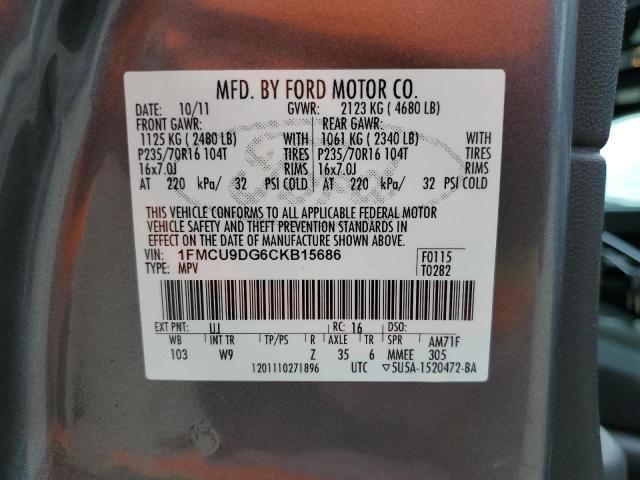 MFD. BY FORD MOTOR CO.
DATE: 10/11 GVWR: 2123 KG ( 4680 LB)
FRONT GAWR: REAR GAWR:
1125 KG ( 2480 LB) WITH 1061 KG ( 2340 LB) WITH
P235/70R16 104T TIRES P235/70R16 104T TIRES
16x7.0J RIMS 16x7.0J RIMS
AT 220 kPa/ 32 PSI COLD AT 220 kPa/ 32 PSI COLD
THIS VEHICLE CONFORMS TO ALL APPLICABLE FEDERAL MOTOR
VEHICLE SAFETY AND THEFT PREVENTION STANDARDS IN
EFFECT ON THE DATE OF MANUFACTURE SHOWN ABOVE.
VIN: 1FMCU9DG6CKB15686 F0115
TYPE: MPV T0282
EXT PNT: UJ RC: 16 DSO:
WB INT TR TP/PS R AXLE TR SPR AM71F
103 W9 Z 35 6 MMEE 305
1201110271896 UTC ▽5U5A-1520472-BA